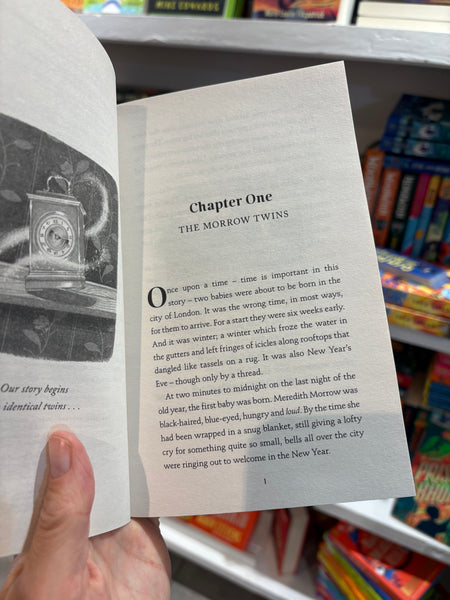 MIKE EDWARDS
Our story begins
identical twins . . .
Chapter One
THE MORROW TWINS
Once upon a time – time is important in this
story – two babies were about to be born in the
city of London. It was the wrong time, in most ways,
for them to arrive. For a start they were six weeks early.
And it was winter; a winter which froze the water in
the gutters and left fringes of icicles along rooftops that
dangled like tassels on a rug. It was also New Year's
Eve – though only by a thread.
At two minutes to midnight on the last night of the
old year, the first baby was born. Meredith Morrow was
black-haired, blue-eyed, hungry and loud. By the time she
had been wrapped in a snug blanket, still giving a lofty
cry for something quite so small, bells all over the city
were ringing out to welcome in the New Year.
1